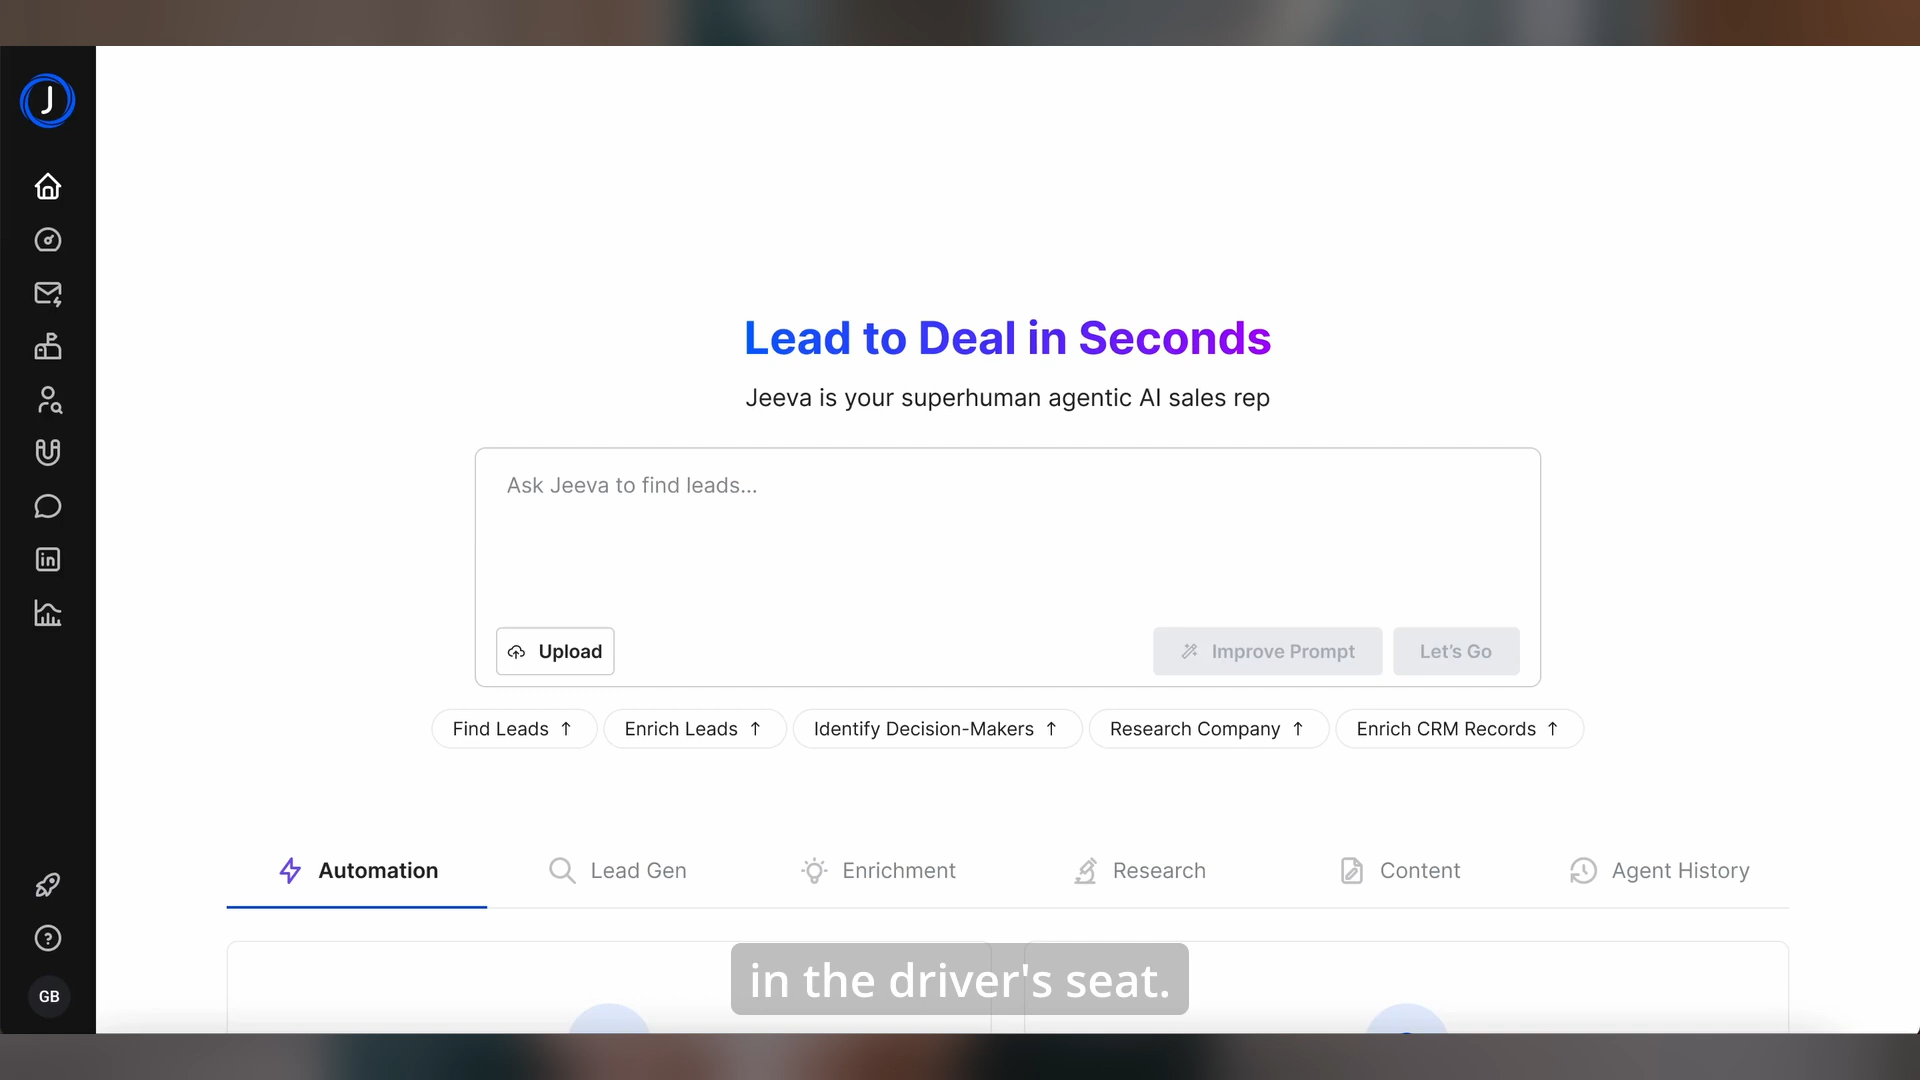 J
Lead to Deal in Seconds
Jeeva is your superhuman agentic AI sales rep
Ask Jeeva to find leads...
Upload
Improve Prompt
Let's Go
Find Leads ↑
Enrich Leads ↑
Identify Decision-Makers ↑
Research Company ↑
Enrich CRM Records ↑
in
Automation
Lead Gen
Enrichment
Research
Content
Agent History
?
GB
in the driver's seat.